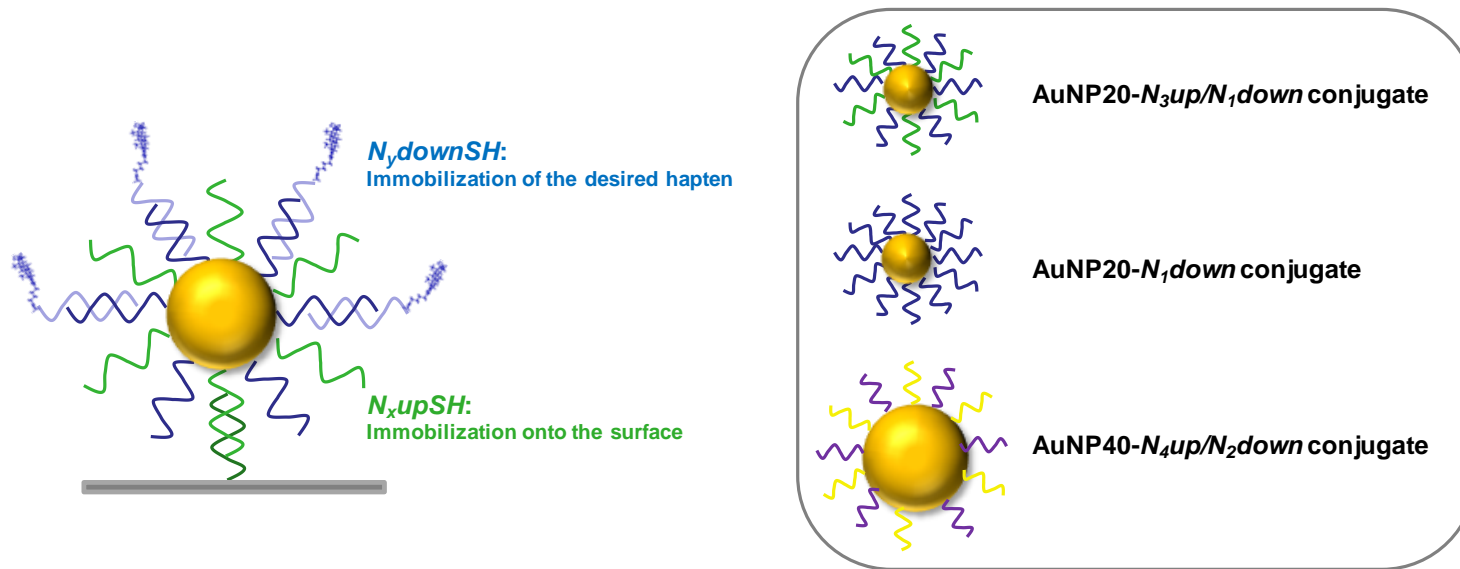 NydownSH:
Immobilization of the desired hapten
NxupSH:
Immobilization onto the surface
AuNP20-N3up/N1down conjugate
AuNP20-N1down conjugate
AuNP40-N4up/N2down conjugate